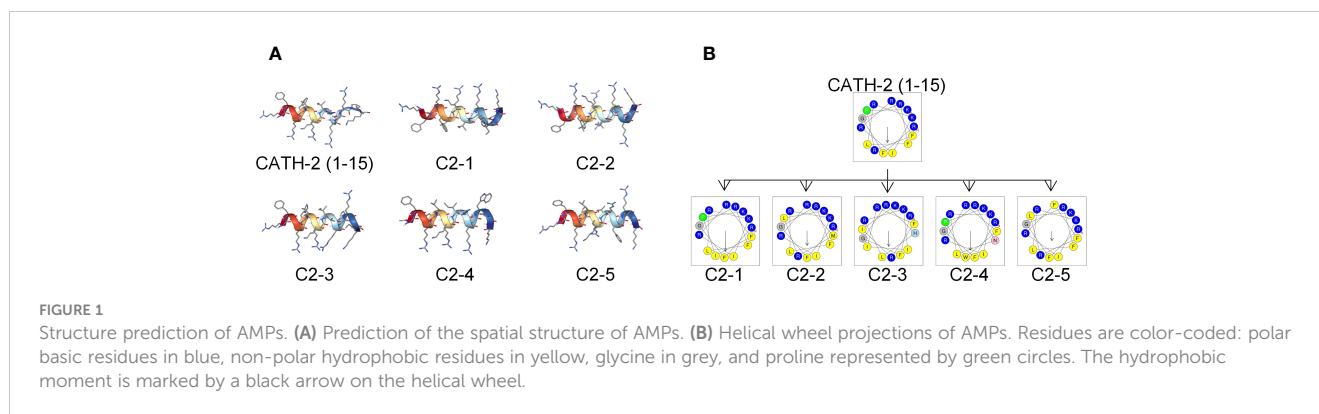 A
B
CATH-2 (1-15)
CATH-2 (1-15)
C2-1
C2-2
C2-3
C2-4
C2-5
C2-1
C2-2
C2-3
C2-4
C2-5
FIGURE 1
Structure prediction of AMPs. (A) Prediction of the spatial structure of AMPs. (B) Helical wheel projections of AMPs. Residues are color-coded: polar
basic residues in blue, non-polar hydrophobic residues in yellow, glycine in grey, and proline represented by green circles. The hydrophobic
moment is marked by a black arrow on the helical wheel.